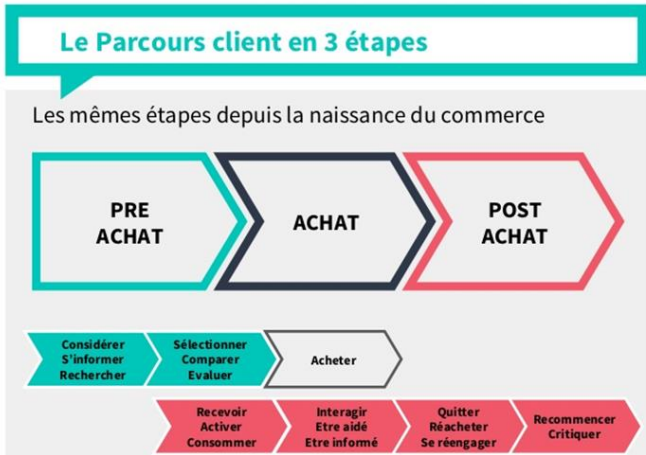 Le Parcours client en 3 étapes
Les mêmes étapes depuis la naissance du commerce
PRE
ACHAT
ACHAT
POST
ACHAT
Considérer
S'informer
Rechercher
Sélectionner
Comparer
Evaluer
Acheter
Recevoir
Activer
Consommer
Interagir
Etre aidé
Etre informé
Quitter
Réacheter
Se réengager
Recommencer
Critiquer